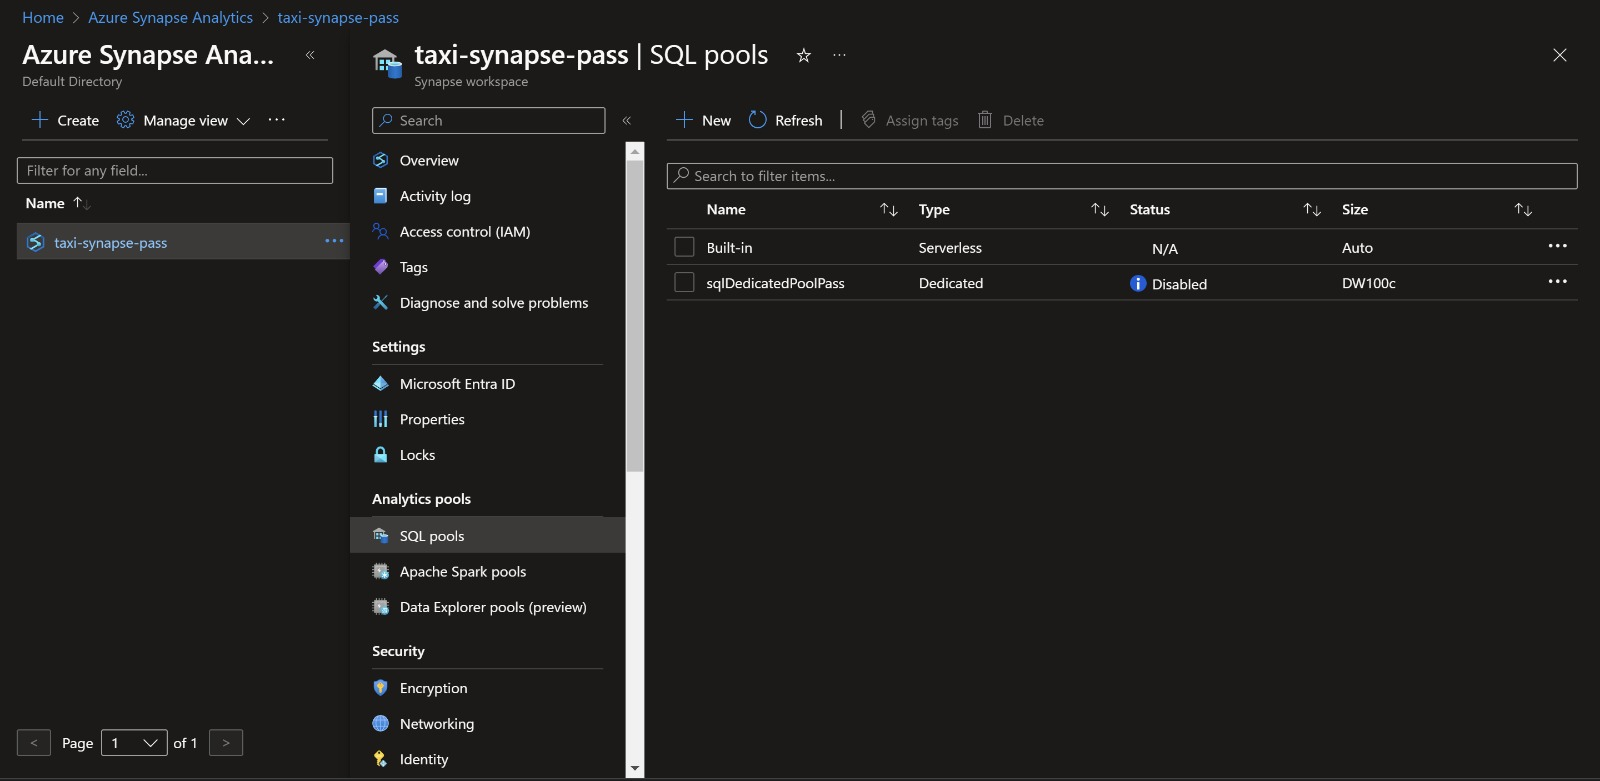 Home > Azure Synapse Analytics > taxi-synapse-pass
Azure Synapse Ana...
Default Directory
Create
Manage view
Filter for any field...
Name
taxi-synapse-pass
Page 1 of 1
taxi-synapse-pass | SQL pools
Synapse workspace
Search
Overview
Activity log
Access control (IAM)
Tags
Diagnose and solve problems
Settings
Microsoft Entra ID
Properties
Locks
Analytics pools
SQL pools
Apache Spark pools
Data Explorer pools (preview)
Security
Encryption
Networking
Identity
New Refresh Assign tags Delete
Search to filter items...
Name Type Status Size
Built-in Serverless N/A Auto
sqlDedicatedPoolPass Dedicated Disabled DW100c